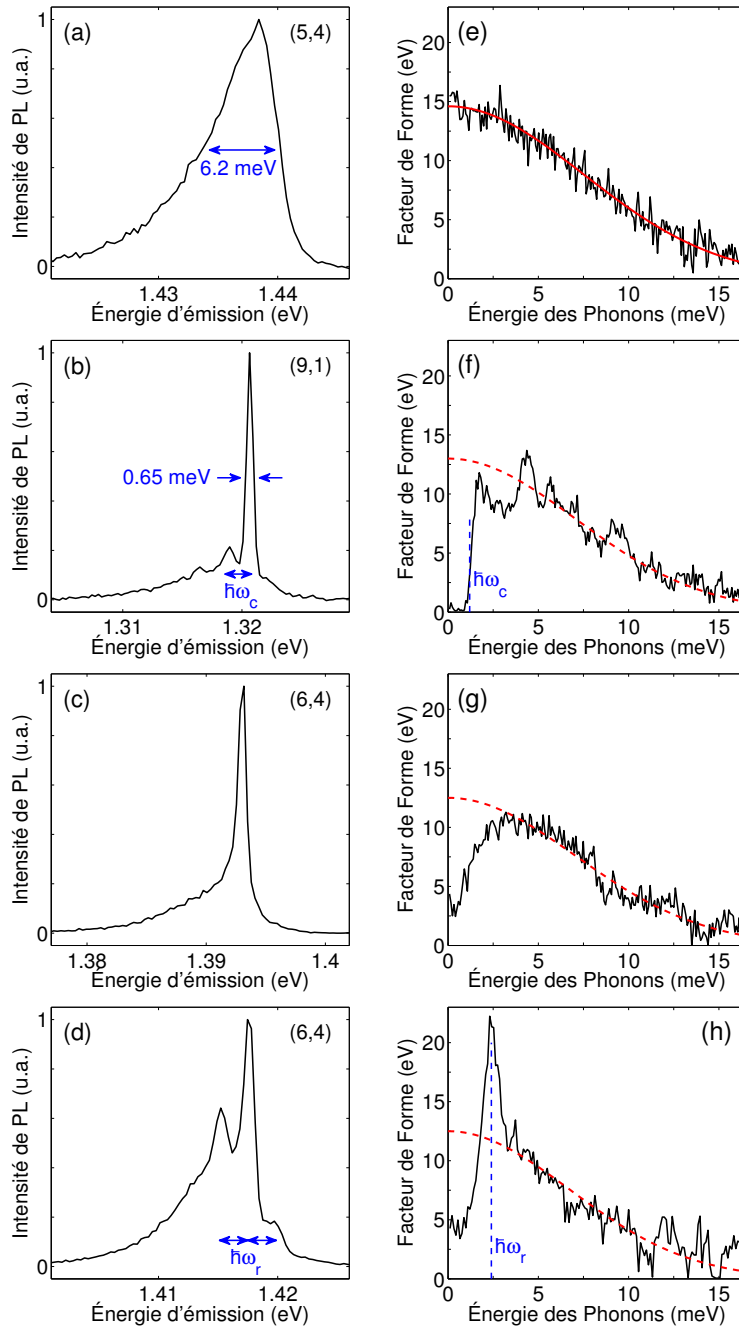 (a)
(5,4)
1
0
6.2 meV
1.43
1.44
Intensité de PL (u.a.)
Énergie d'émission (eV)
(e)
20
15
10
5
0
0
5
10
15
Facteur de Forme (eV)
Énergie des Phonons (meV)
(b)
(9,1)
1
0
0.65 meV
ħω_c
1.31
1.32
Intensité de PL (u.a.)
Énergie d'émission (eV)
(f)
20
15
10
5
0
ħω_c
0
5
10
15
Facteur de Forme (eV)
Énergie des Phonons (meV)
(c)
(6,4)
1
0
1.38
1.39
1.4
Intensité de PL (u.a.)
Énergie d'émission (eV)
(g)
20
15
10
5
0
0
5
10
15
Facteur de Forme (eV)
Énergie des Phonons (meV)
(d)
(6,4)
1
0
ħω_r
1.41
1.42
Intensité de PL (u.a.)
Énergie d'émission (eV)
(h)
20
15
10
5
0
ħω_r
0
5
10
15
Facteur de Forme (eV)
Énergie des Phonons (meV)